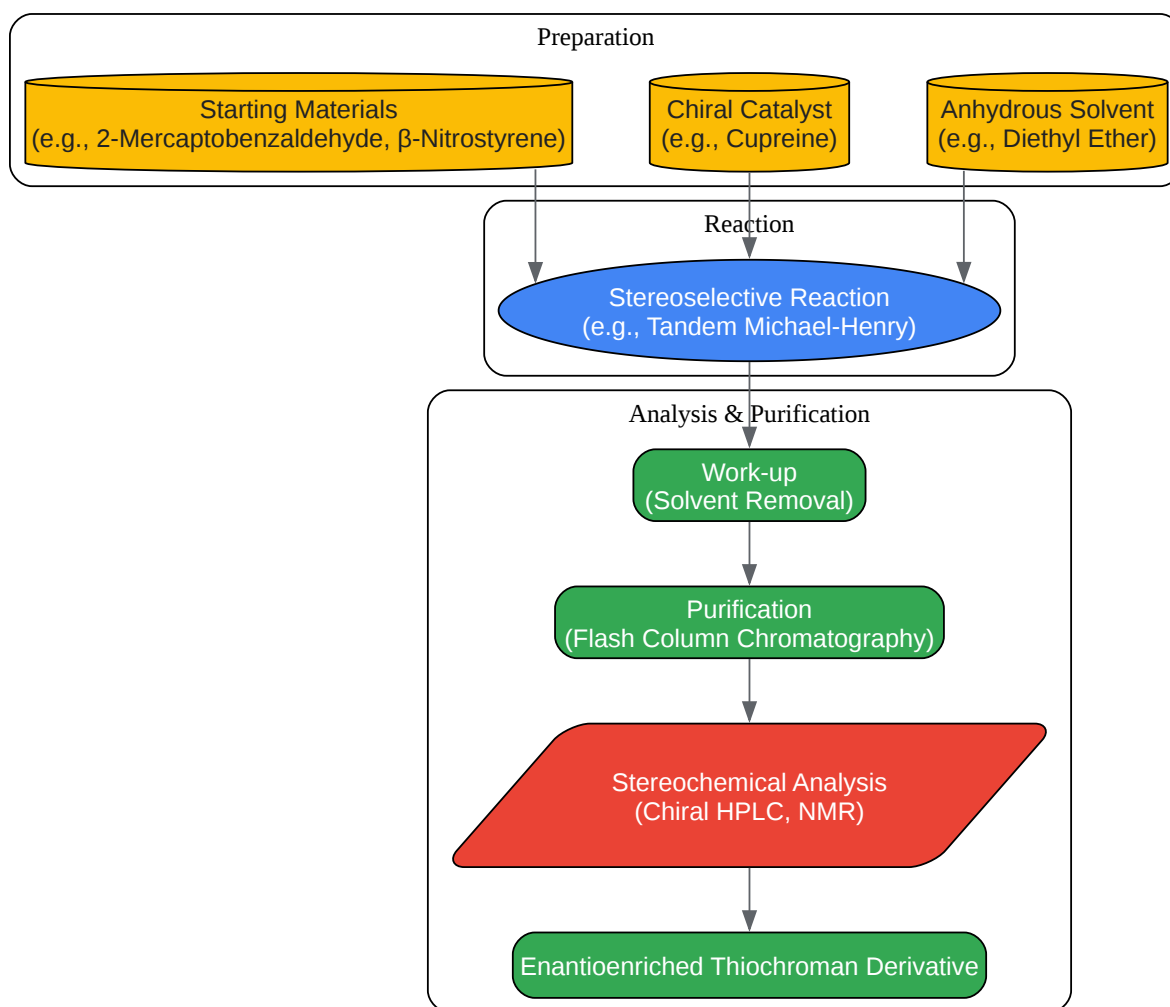 Preparation
Starting Materials
(e.g., 2-Mercaptobenzaldehyde, β-Nitrostyrene)
Chiral Catalyst
(e.g., Cupreine)
Anhydrous Solvent
(e.g., Diethyl Ether)
Reaction
Stereoselective Reaction
(e.g., Tandem Michael-Henry)
Analysis & Purification
Work-up
(Solvent Removal)
Purification
(Flash Column Chromatography)
Stereochemical Analysis
(Chiral HPLC, NMR)
Enantioenriched Thiochroman Derivative